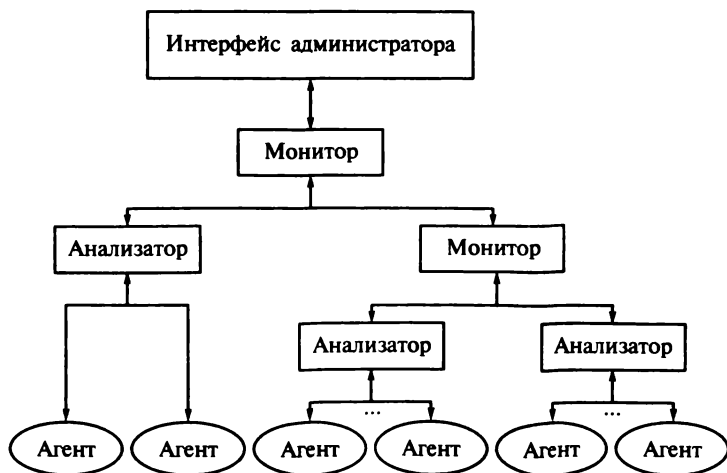 Интерфейс администратора
Монитор
Анализатор
Монитор
Анализатор
Анализатор
...
...
Агент
Агент
Агент
Агент
Агент
Агент